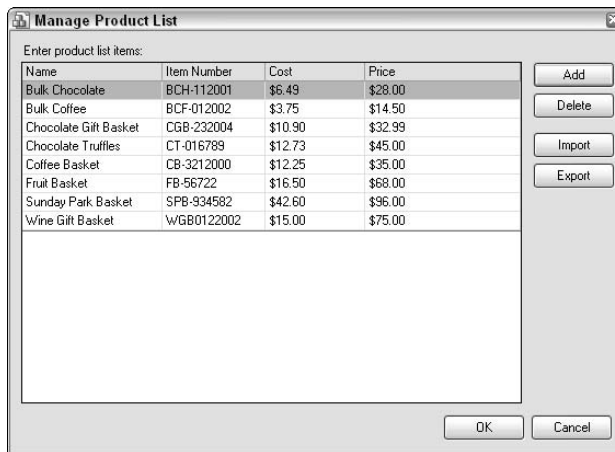 Manage Product List
Enter product list items:
Name Item Number Cost Price
Bulk Chocolate BCH-112001 $6.49 $28.00
Bulk Coffee BCF-012002 $3.75 $14.50
Chocolate Gift Basket CGB-232004 $10.90 $32.99
Chocolate Truffles CT-016789 $12.73 $45.00
Coffee Basket CB-3212000 $12.25 $35.00
Fruit Basket FB-56722 $16.50 $68.00
Sunday Park Basket SPB-934582 $42.60 $96.00
Wine Gift Basket WGB0122002 $15.00 $75.00
Add
Delete
Import
Export
OK Cancel